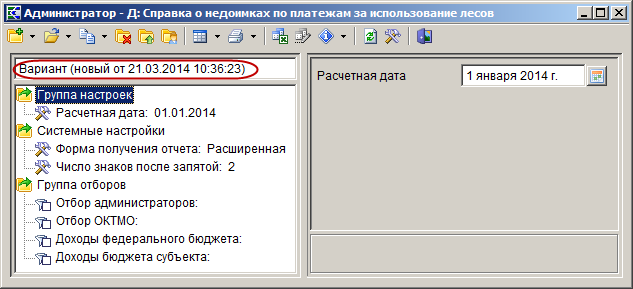 Администратор - Д: Справка о недоимках по платежам за использование лесов
Вариант (новый от 21.03.2014 10:36:23)
Группа настроек
Расчетная дата: 01.01.2014
Системные настройки
Форма получения отчета: Расширенная
Число знаков после запятой: 2
Группа отборов
Отбор администраторов:
Отбор ОКТМО:
Доходы федерального бюджета:
Доходы бюджета субъекта:
Расчетная дата
1 января 2014 г.